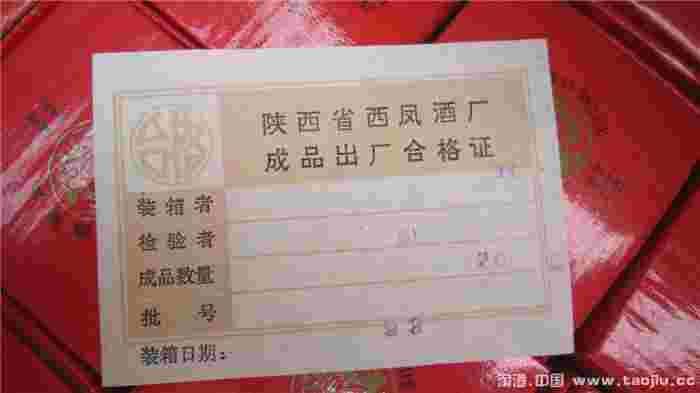 陕西省西凤酒厂
成品出厂合格证
装箱者
检验者
成品数量 20
批号
装箱日期：
淘酒.中国 www.taojiu.cc